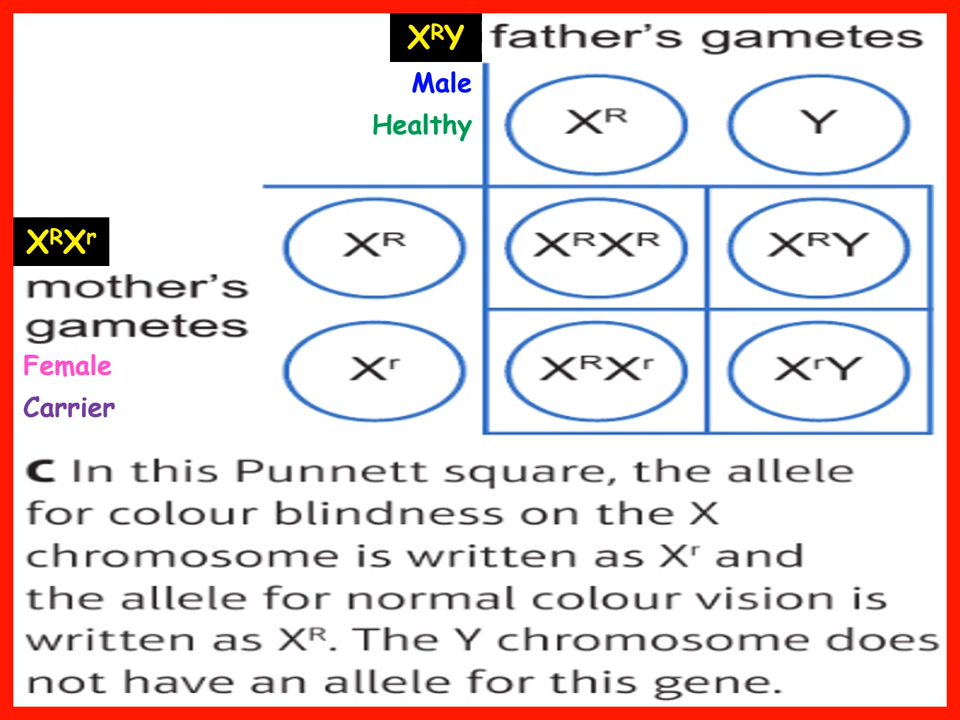 XᴿY father's gametes
Male
Healthy
Xᴿ Y
XᴿXʳ
mother's
gametes
Female
Carrier
Xᴿ XᴿXᴿ XᴿY
Xʳ XᴿXʳ XʳY
C In this Punnett square, the allele
for colour blindness on the X
chromosome is written as Xʳ and
the allele for normal colour vision is
written as Xᴿ. The Y chromosome does
not have an allele for this gene.